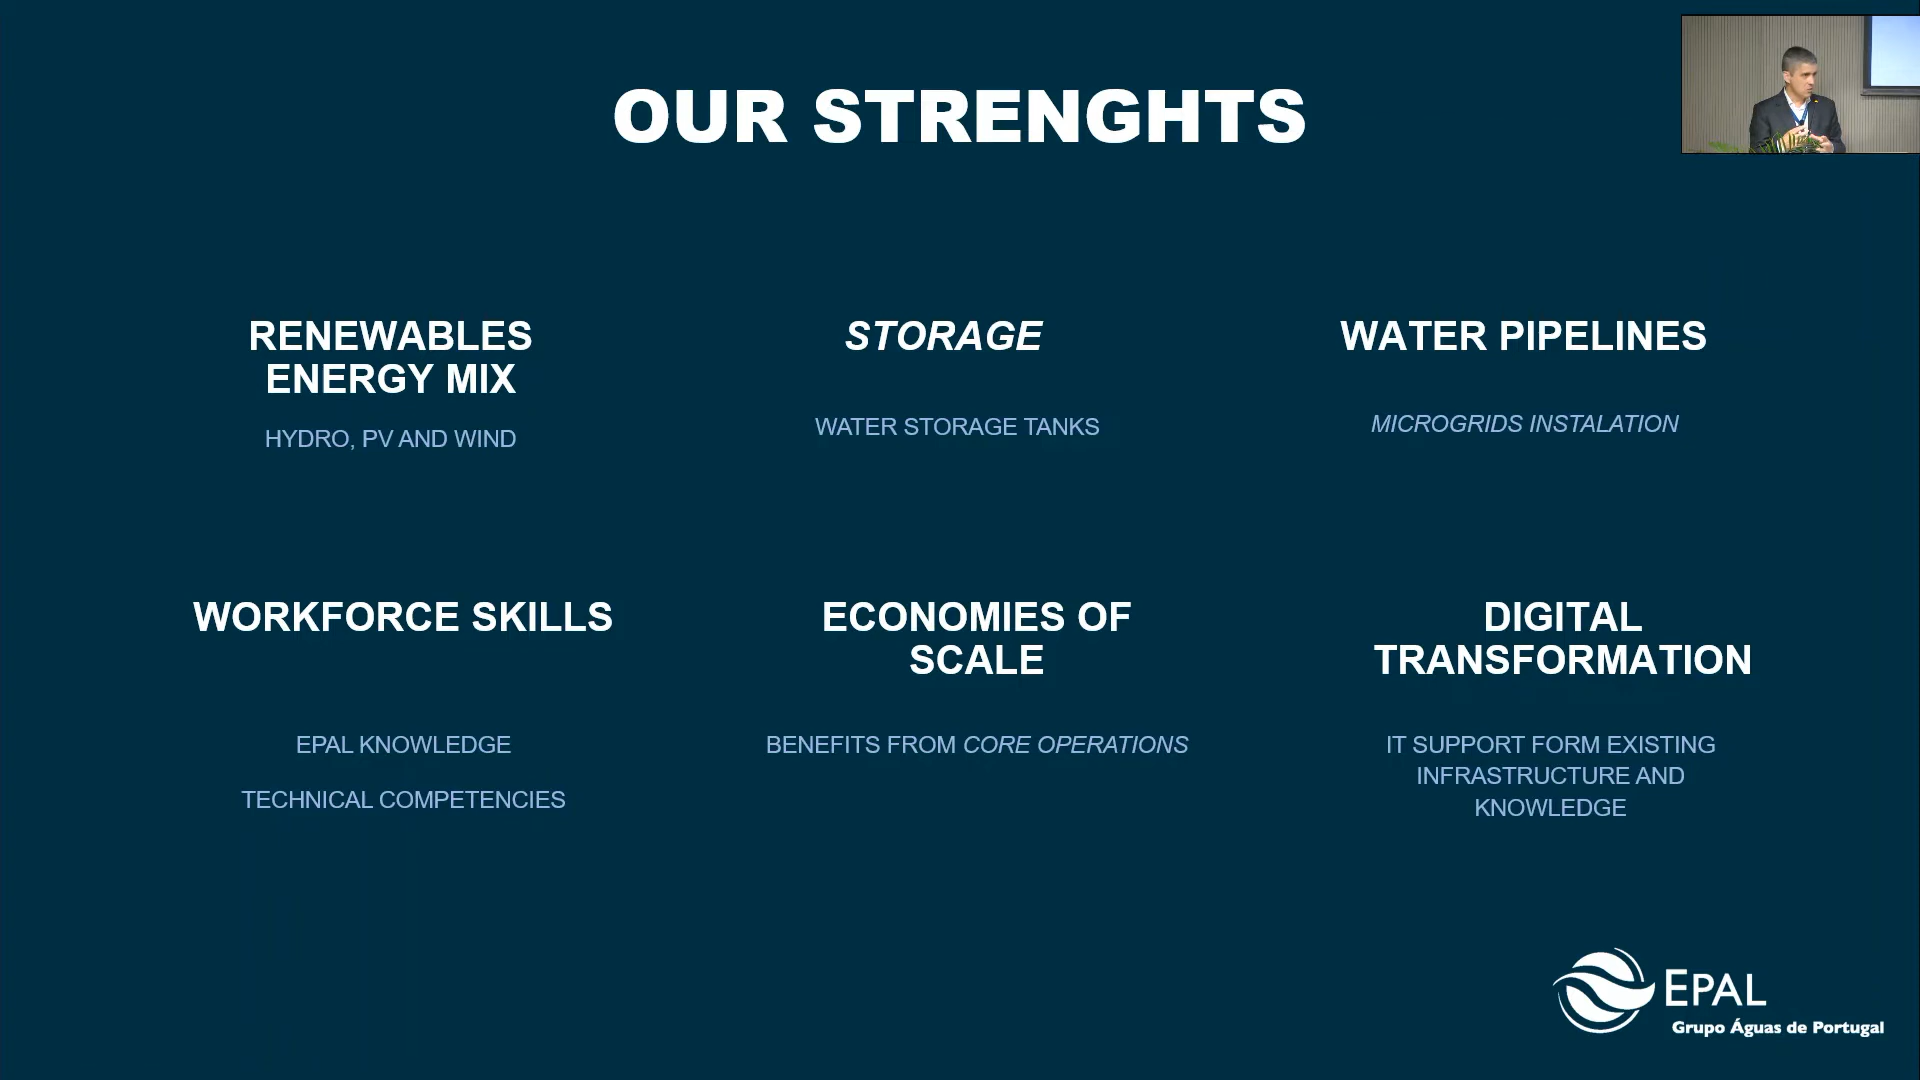 OUR STRENGHTS
RENEWABLES
ENERGY MIX
HYDRO, PV AND WIND
STORAGE
WATER STORAGE TANKS
WATER PIPELINES
MICROGRIDS INSTALATION
WORKFORCE SKILLS
EPAL KNOWLEDGE
TECHNICAL COMPETENCIES
ECONOMIES OF
SCALE
BENEFITS FROM CORE OPERATIONS
DIGITAL
TRANSFORMATION
IT SUPPORT FORM EXISTING
INFRASTRUCTURE AND
KNOWLEDGE
EPAL
Grupo Águas de Portugal